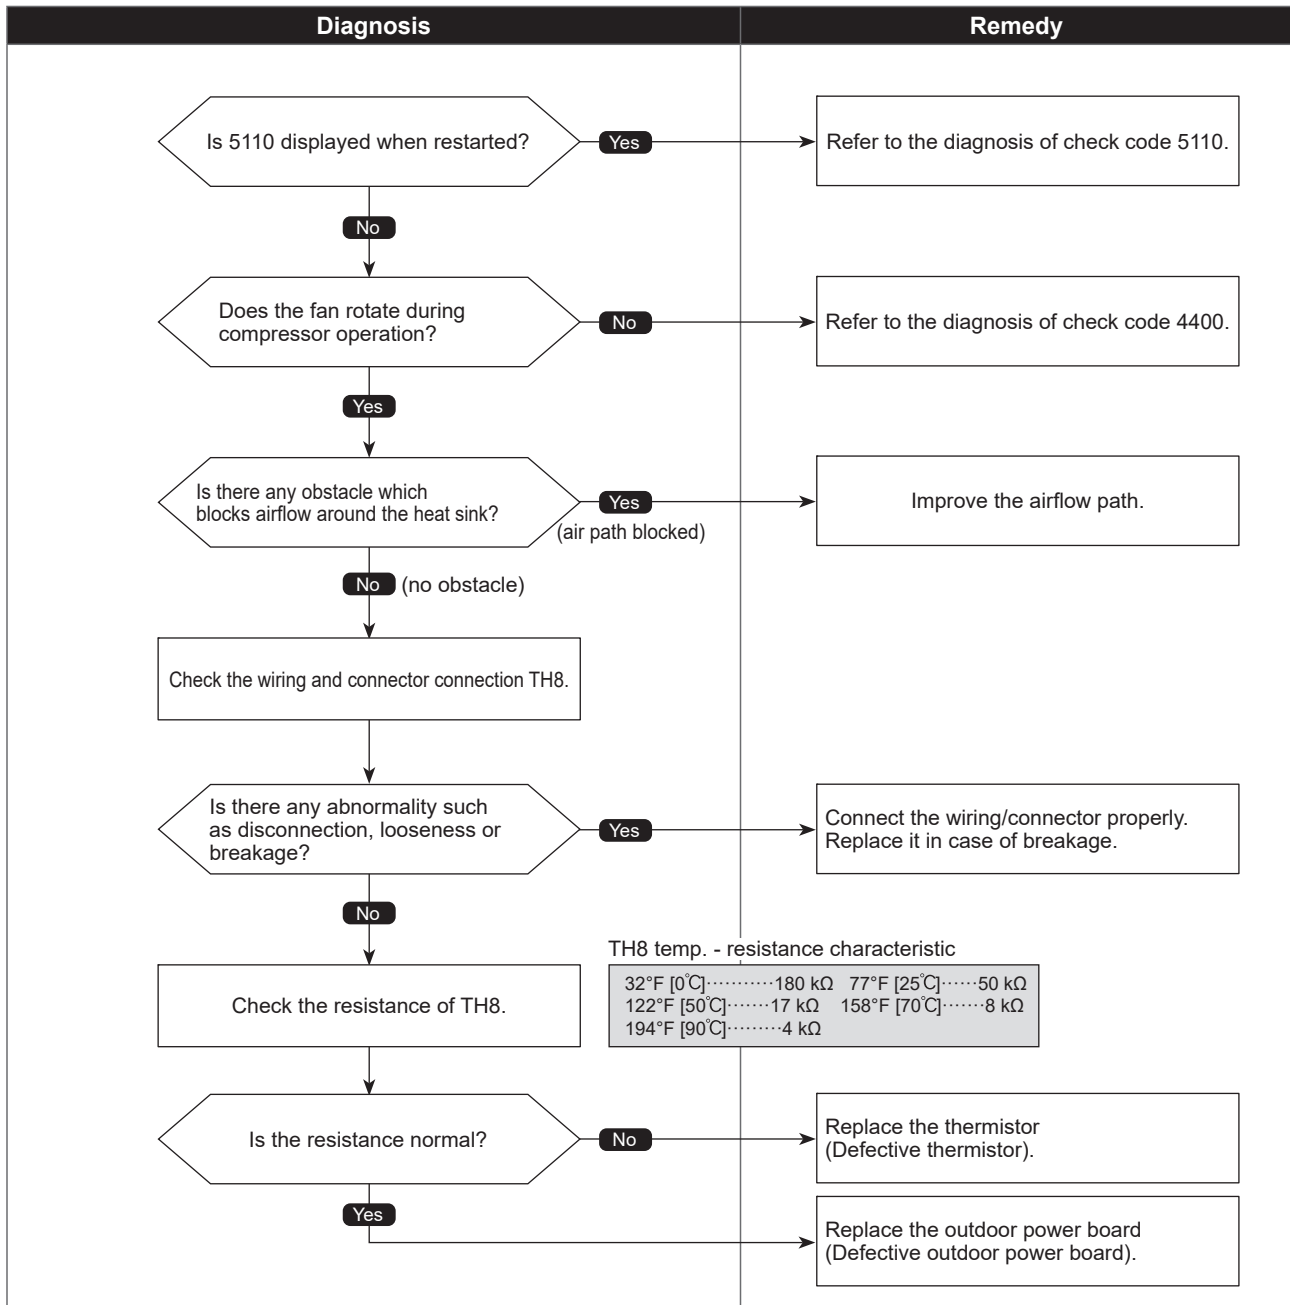 Diagnosis
Remedy
Is 5110 displayed when restarted?
Yes
Refer to the diagnosis of check code 5110.
No
Does the fan rotate during
compressor operation?
No
Refer to the diagnosis of check code 4400.
Yes
Is there any obstacle which
blocks airflow around the heat sink?
Yes
(air path blocked)
Improve the airflow path.
No (no obstacle)
Check the wiring and connector connection TH8.
Is there any abnormality such
as disconnection, looseness or
breakage?
Yes
Connect the wiring/connector properly.
Replace it in case of breakage.
No
Check the resistance of TH8.
TH8 temp. - resistance characteristic
32°F [0℃]···········180 kΩ 77°F [25℃]······50 kΩ
122°F [50℃]·······17 kΩ 158°F [70℃]·······8 kΩ
194°F [90℃]·········4 kΩ
Is the resistance normal?
No
Replace the thermistor
(Defective thermistor).
Yes
Replace the outdoor power board
(Defective outdoor power board).